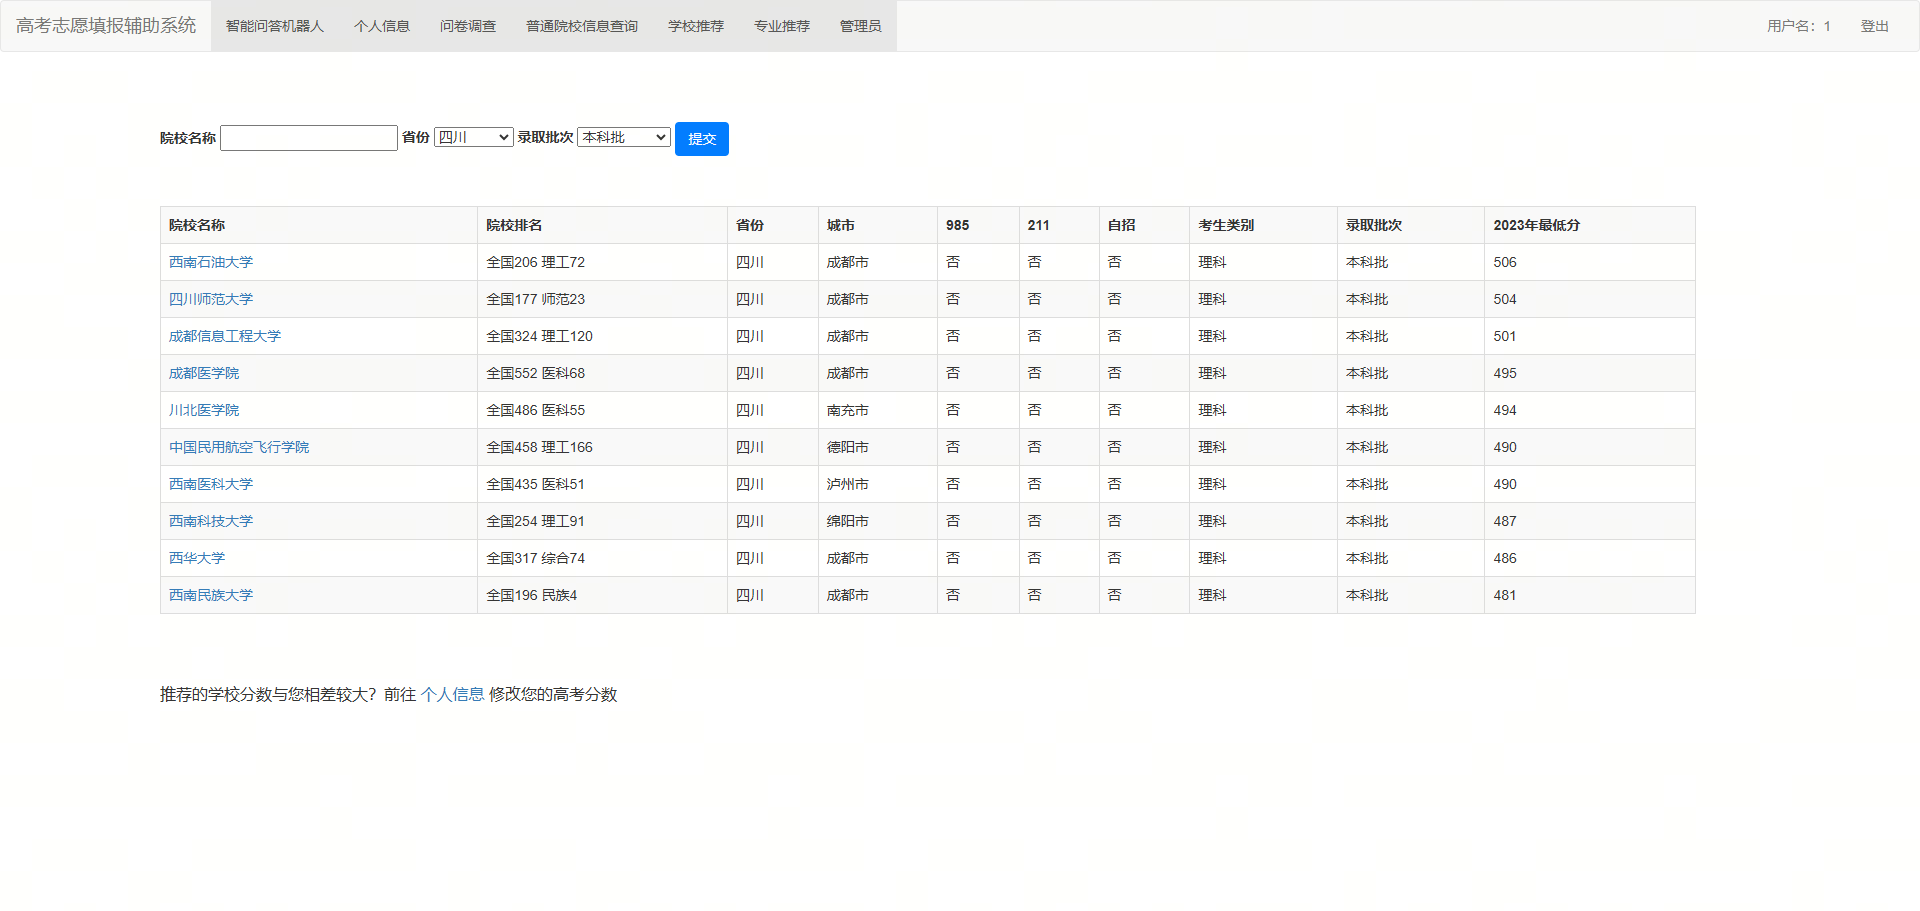 高考志愿填报辅助系统 智能问答机器人 个人信息 问卷调查 普通院校信息查询 学校推荐 专业推荐 管理员 用户名：1 登出
院校名称 省份 四川 录取批次 本科批 提交
院校名称 院校排名 省份 城市 985 211 自招 考生类别 录取批次 2023年最低分
西南石油大学 全国206 理工72 四川 成都市 否 否 否 理科 本科批 506
四川师范大学 全国177 师范23 四川 成都市 否 否 否 理科 本科批 504
成都信息工程大学 全国324 理工120 四川 成都市 否 否 否 理科 本科批 501
成都医学院 全国552 医科68 四川 成都市 否 否 否 理科 本科批 495
川北医学院 全国486 医科55 四川 南充市 否 否 否 理科 本科批 494
中国民用航空飞行学院 全国458 理工166 四川 德阳市 否 否 否 理科 本科批 490
西南医科大学 全国435 医科51 四川 泸州市 否 否 否 理科 本科批 490
西南科技大学 全国254 理工91 四川 绵阳市 否 否 否 理科 本科批 487
西华大学 全国317 综合74 四川 成都市 否 否 否 理科 本科批 486
西南民族大学 全国196 民族4 四川 成都市 否 否 否 理科 本科批 481
推荐的学校分数与您相差较大？前往 个人信息 修改您的高考分数